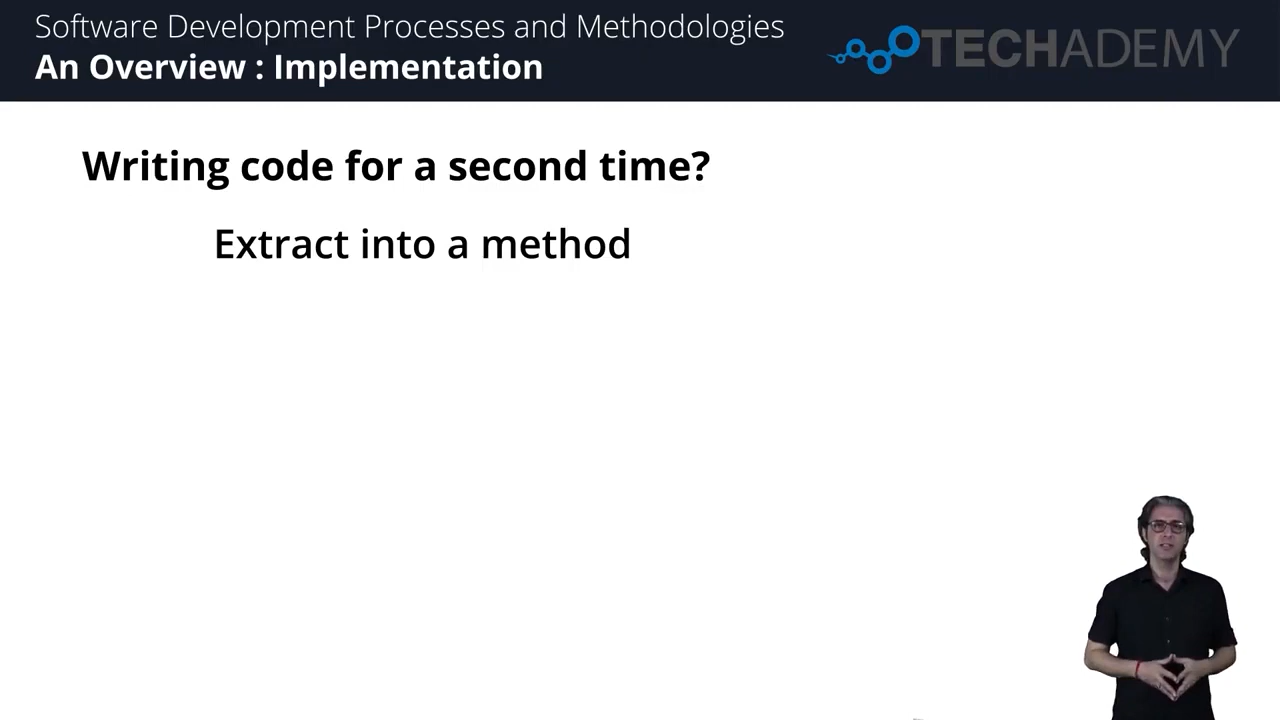 Software Development Processes and Methodologies
An Overview : Implementation
TECHADEMY
Writing code for a second time?
Extract into a method